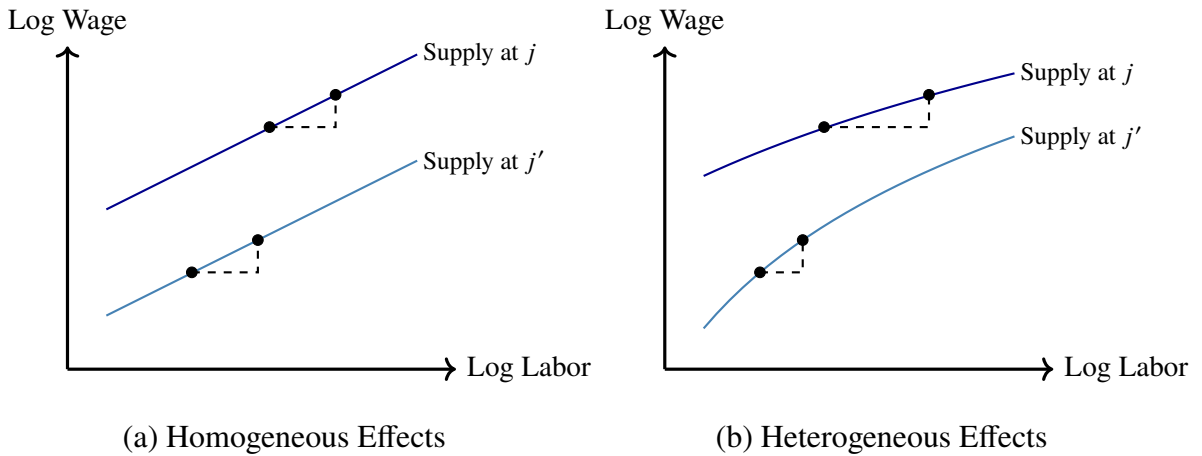 Log Wage
Supply at j
Supply at j′
Log Labor
(a) Homogeneous Effects
Log Wage
Supply at j
Supply at j′
Log Labor
(b) Heterogeneous Effects